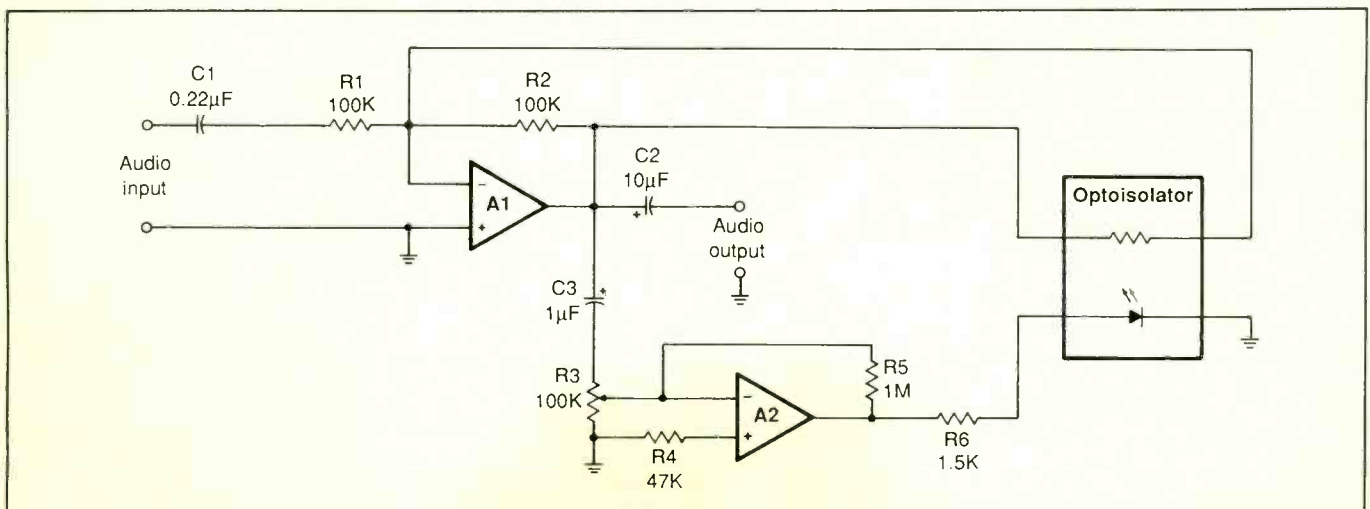 C1
0.22µF
R1
100K
R2
100K
Audio
input
A1
−
+
C2
10µF
+
Audio
output
Optoisolator
C3
1µF
+
R3
100K
A2
−
+
R4
47K
R5
1M
R6
1.5K